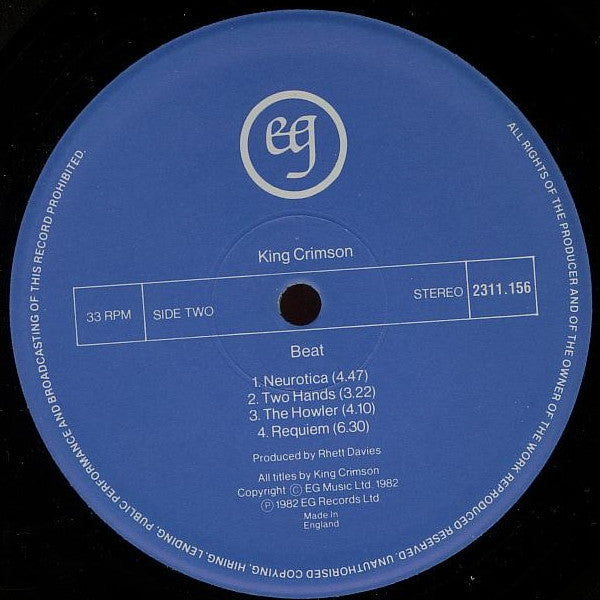 eg
King Crimson
33 RPM SIDE TWO STEREO 2311.156
Beat
1. Neurotica (4.47)
2. Two Hands (3.22)
3. The Howler (4.10)
4. Requiem (6.30)
Produced by Rhett Davies
All titles by King Crimson
Copyright Ⓒ EG Music Ltd. 1982
Ⓟ 1982 EG Records Ltd
Made in
England
ALL RIGHTS OF THE PRODUCER AND OF THE OWNER OF THE WORK REPRODUCED RESERVED. UNAUTHORISED COPYING, HIRING, LENDING, PUBLIC PERFORMANCE AND BROADCASTING OF THIS RECORD PROHIBITED.